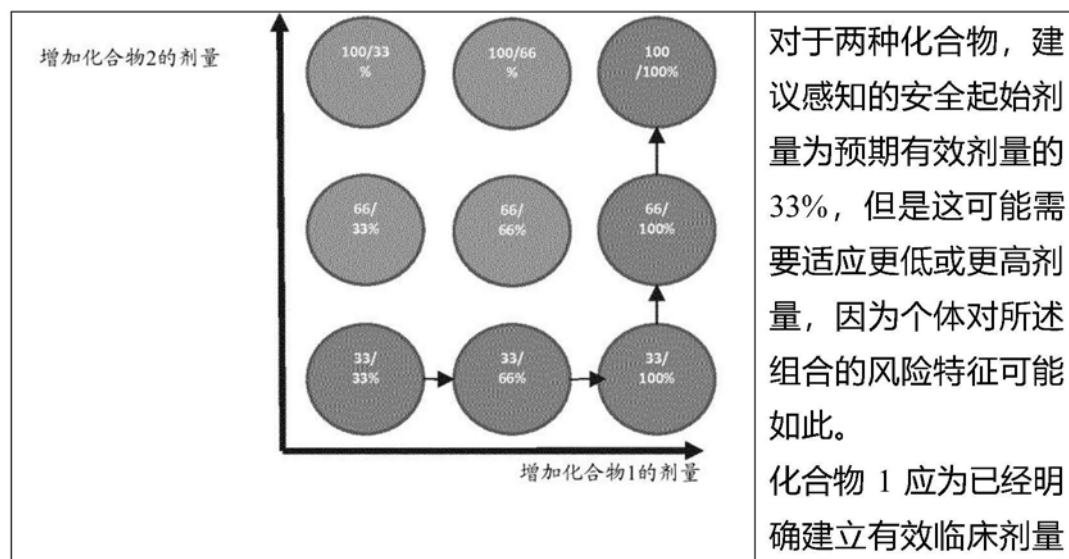 增加化合物2的剂量
100/33
%
100/66
%
100
/100%
66/
33%
66/
66%
66/
100%
33/
33%
33/
66%
33/
100%
增加化合物1的剂量
对于两种化合物，建
议感知的安全起始剂
量为预期有效剂量的
33%，但是这可能需
要适应更低或更高剂
量，因为个体对所述
组合的风险特征可能
如此。
化合物 1 应为已经明
确建立有效临床剂量